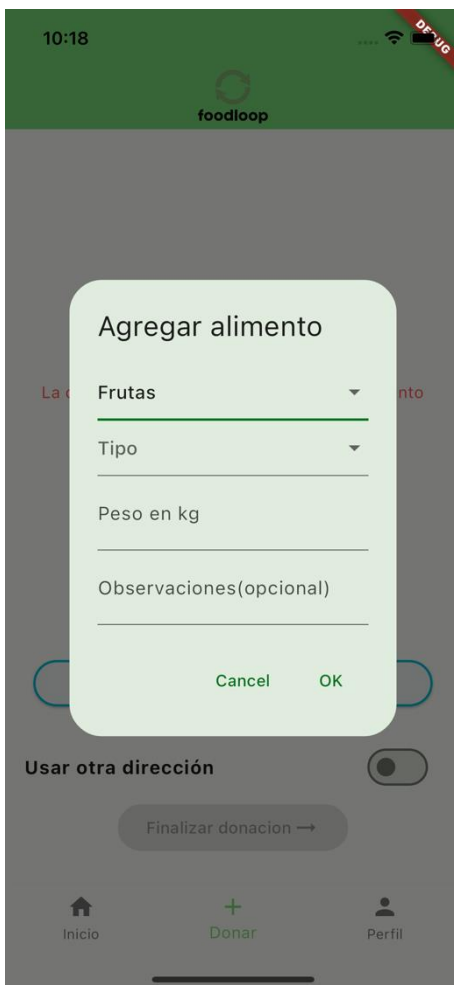 10:18
DEBUG
foodloop
Agregar alimento
La
Frutas
nto
Tipo
Peso en kg
Observaciones(opcional)
Cancel OK
Usar otra dirección
Finalizar donacion →
Inicio Donar Perfil